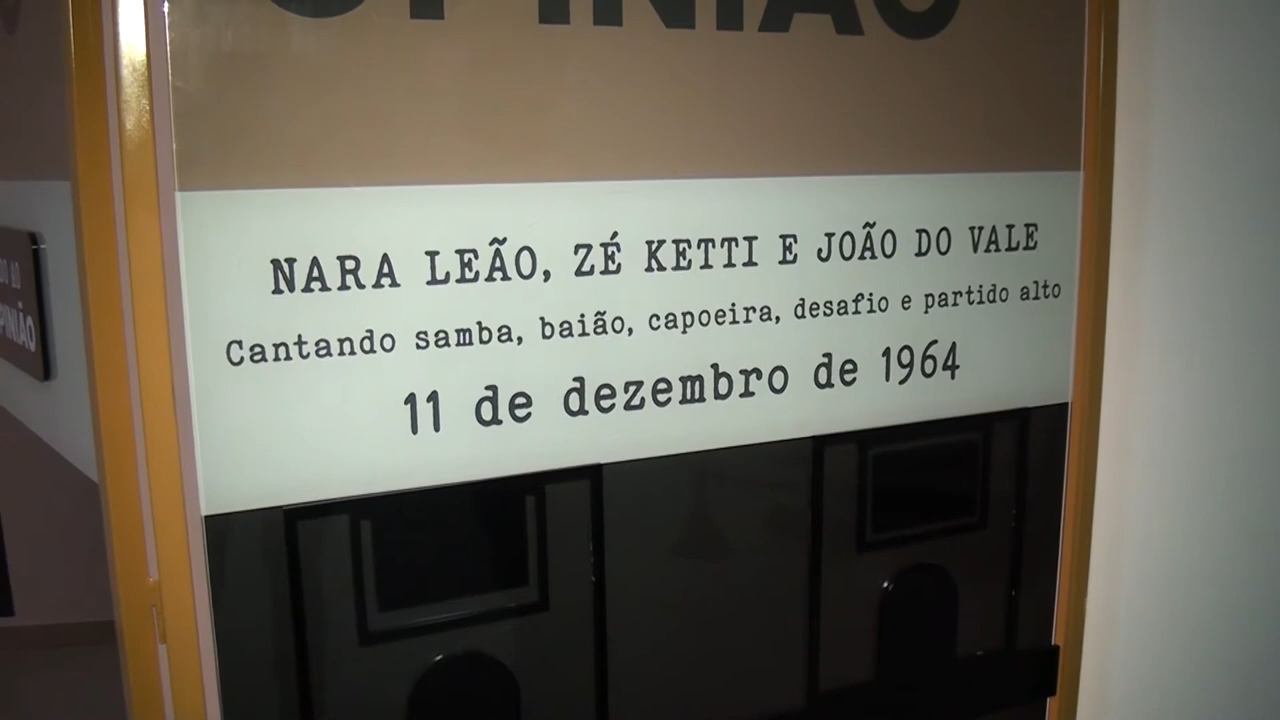 OPINIÃO
NARA LEÃO, ZÉ KETTI E JOÃO DO VALE
Cantando samba, baião, capoeira, desafio e partido alto
11 de dezembro de 1964